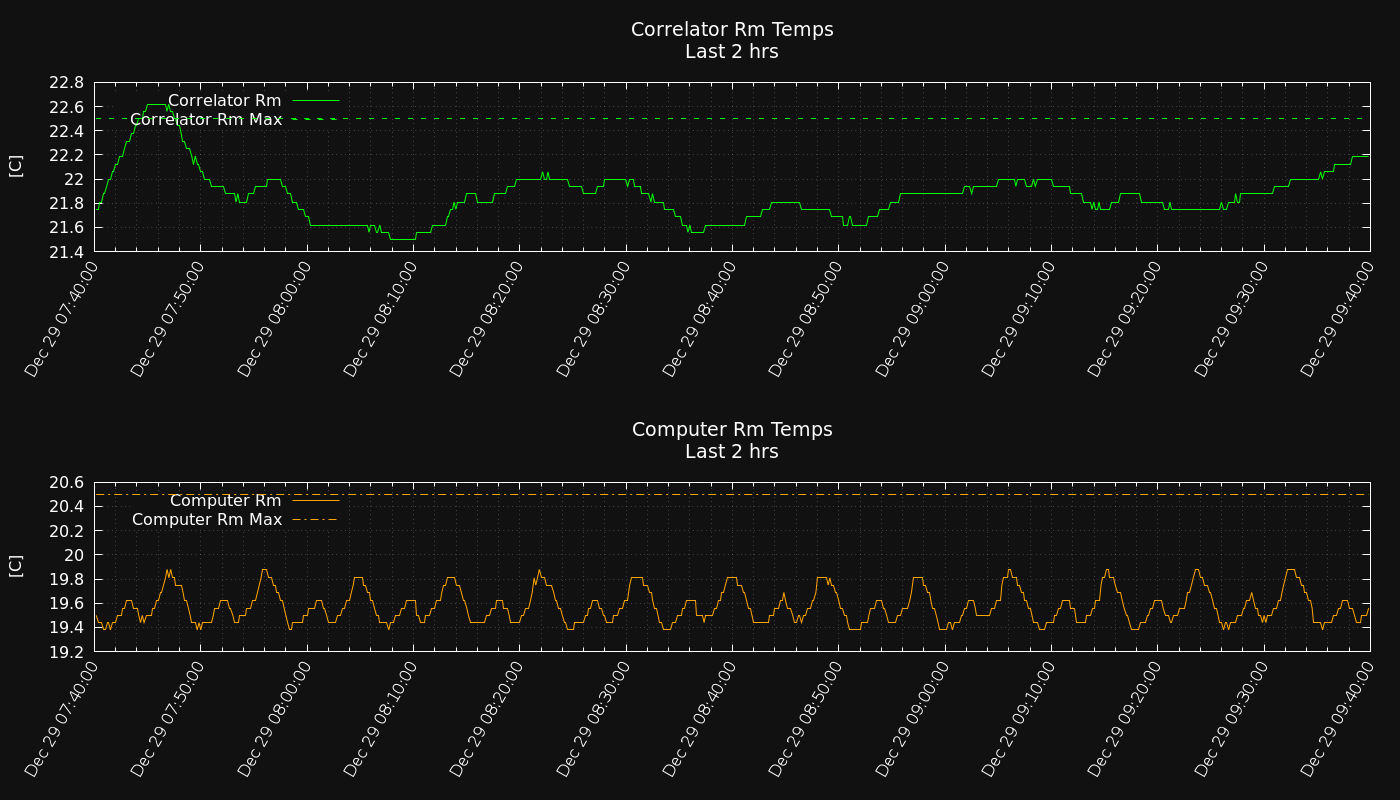 Correlator Rm Temps
Last 2 hrs
22.8
22.6
22.4
22.2
22
21.8
21.6
21.4
[C]
Correlator Rm
Correlator Rm Max
Dec 29 07:40:00
Dec 29 07:50:00
Dec 29 08:00:00
Dec 29 08:10:00
Dec 29 08:20:00
Dec 29 08:30:00
Dec 29 08:40:00
Dec 29 08:50:00
Dec 29 09:00:00
Dec 29 09:10:00
Dec 29 09:20:00
Dec 29 09:30:00
Dec 29 09:40:00
Computer Rm Temps
Last 2 hrs
20.6
20.4
20.2
20
19.8
19.6
19.4
19.2
[C]
Computer Rm
Computer Rm Max
Dec 29 07:40:00
Dec 29 07:50:00
Dec 29 08:00:00
Dec 29 08:10:00
Dec 29 08:20:00
Dec 29 08:30:00
Dec 29 08:40:00
Dec 29 08:50:00
Dec 29 09:00:00
Dec 29 09:10:00
Dec 29 09:20:00
Dec 29 09:30:00
Dec 29 09:40:00